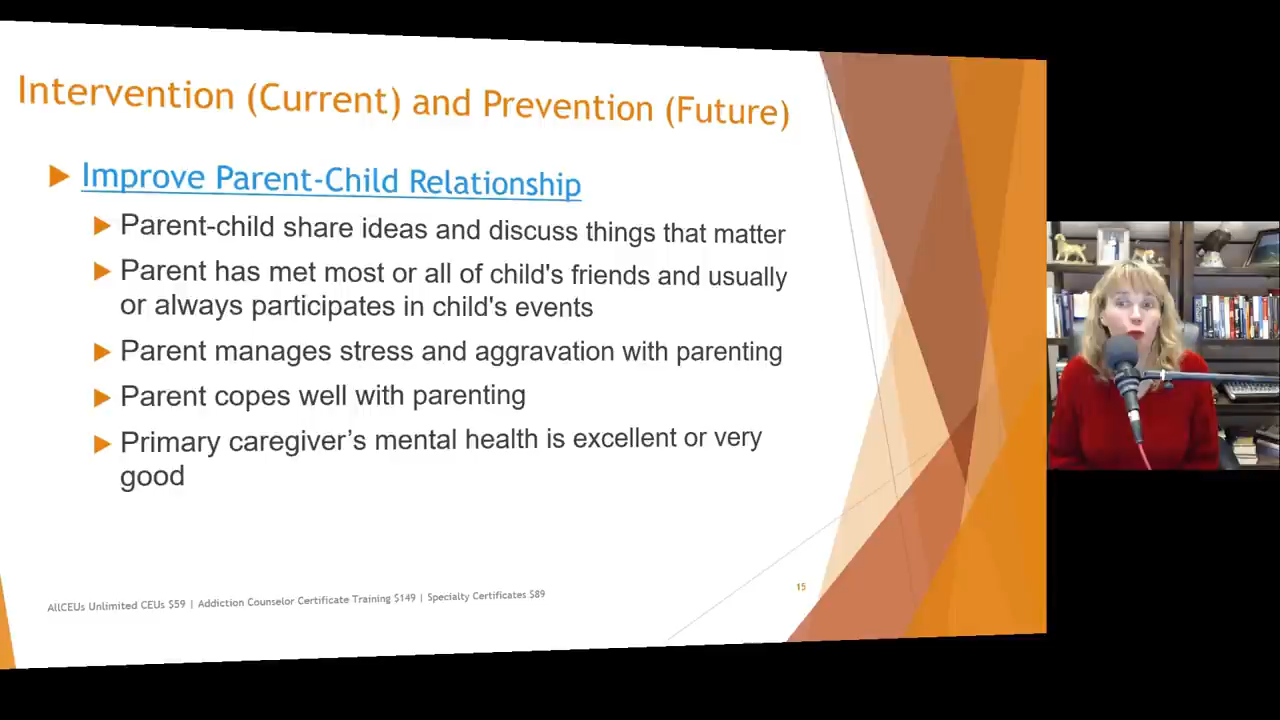 Intervention (Current) and Prevention (Future)
Improve Parent-Child Relationship
Parent-child share ideas and discuss things that matter
Parent has met most or all of child's friends and usually
or always participates in child's events
Parent manages stress and aggravation with parenting
Parent copes well with parenting
Primary caregiver’s mental health is excellent or very
good
AllCEUs Unlimited CEUs $59 | Addiction Counselor Certificate Training $149 | Specialty Certificates $89
15